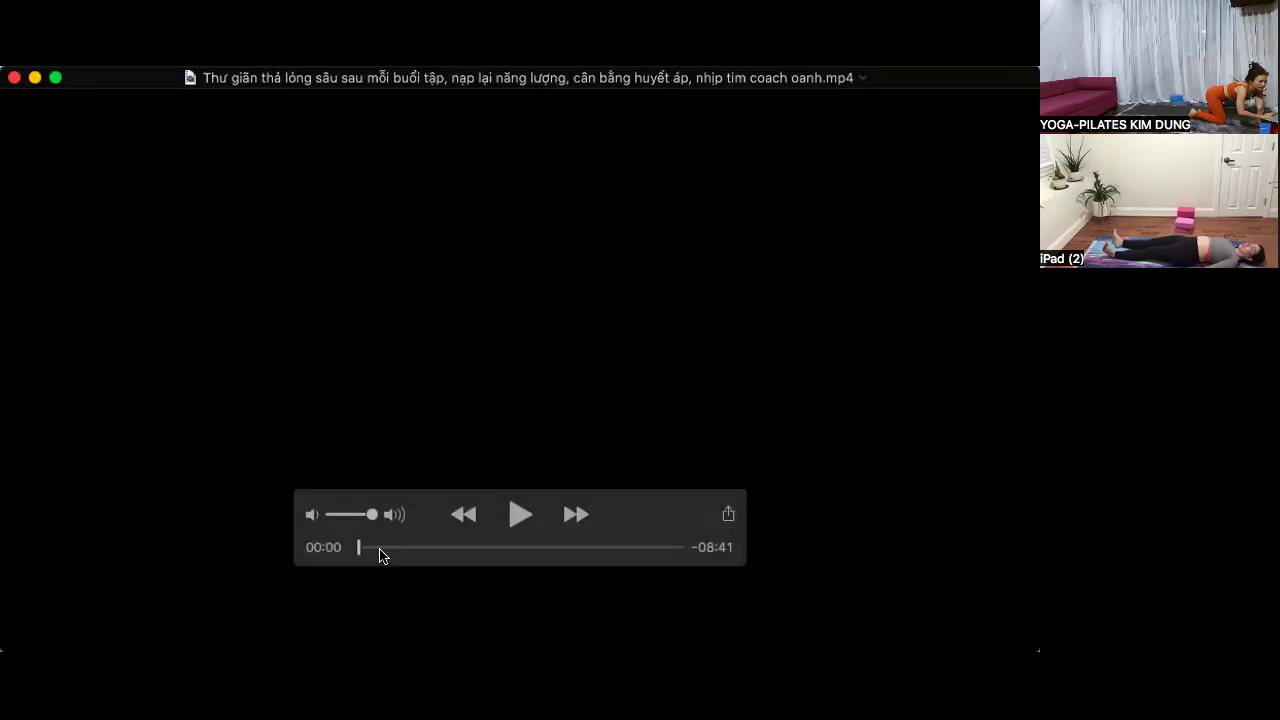 Thư giãn thả lỏng sâu sau mỗi buổi tập, nạp lại năng lượng, cân bằng huyết áp, nhịp tim coach oanh.mp4
YOGA-PILATES KIM DUNG
iPad (2)
00:00
-08:41